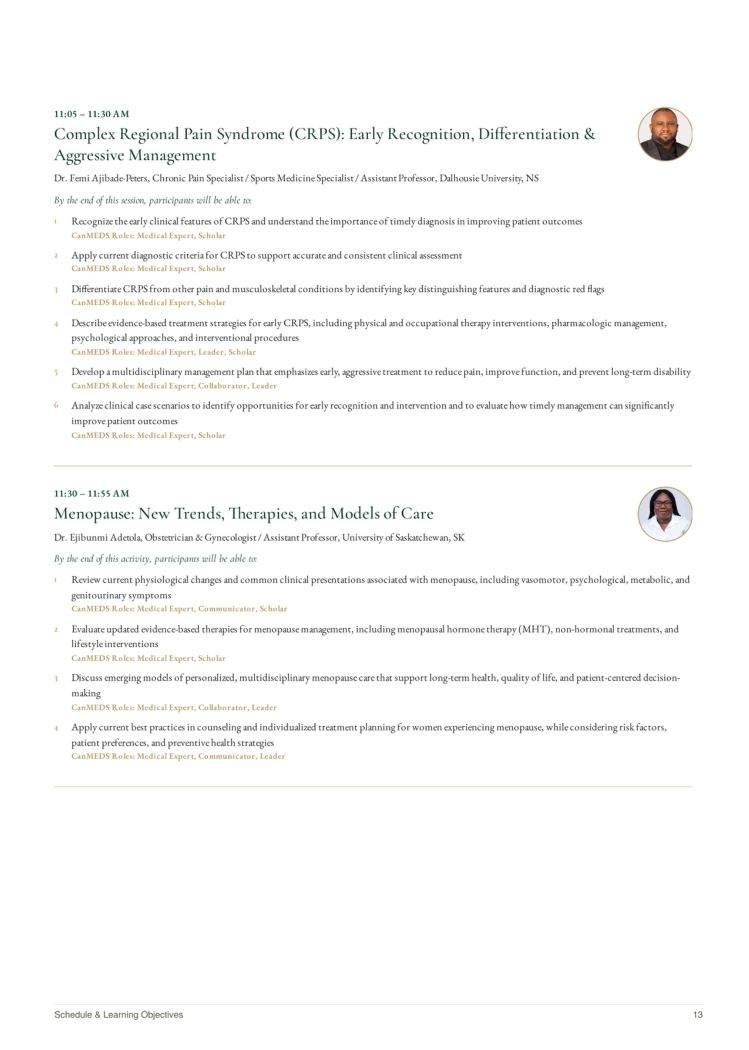 11:05 – 11:30 AM
Complex Regional Pain Syndrome (CRPS): Early Recognition, Differentiation &
Aggressive Management
Dr. Femi Ajibade-Peters, Chronic Pain Specialist / Sports Medicine Specialist / Assistant Professor, Dalhousie University, NS
By the end of this session, participants will be able to:
1 Recognize the early clinical features of CRPS and understand the importance of timely diagnosis in improving patient outcomes
CanMEDS Roles: Medical Expert, Scholar
2 Apply current diagnostic criteria for CRPS to support accurate and consistent clinical assessment
CanMEDS Roles: Medical Expert, Scholar
3 Differentiate CRPS from other pain and musculoskeletal conditions by identifying key distinguishing features and diagnostic red flags
CanMEDS Roles: Medical Expert, Scholar
4 Describe evidence-based treatment strategies for early CRPS, including physical and occupational therapy interventions, pharmacologic management,
psychological approaches, and interventional procedures
CanMEDS Roles: Medical Expert, Leader, Scholar
5 Develop a multidisciplinary management plan that emphasizes early, aggressive treatment to reduce pain, improve function, and prevent long-term disability
CanMEDS Roles: Medical Expert, Collaborator, Leader
6 Analyze clinical case scenarios to identify opportunities for early recognition and intervention and to evaluate how timely management can significantly
improve patient outcomes
CanMEDS Roles: Medical Expert, Scholar
11:30 – 11:55 AM
Menopause: New Trends, Therapies, and Models of Care
Dr. Ejibunmi Adetola, Obstetrician & Gynecologist / Assistant Professor, University of Saskatchewan, SK
By the end of this activity, participants will be able to:
1 Review current physiological changes and common clinical presentations associated with menopause, including vasomotor, psychological, metabolic, and
genitourinary symptoms
CanMEDS Roles: Medical Expert, Communicator, Scholar
2 Evaluate updated evidence-based therapies for menopause management, including menopausal hormone therapy (MHT), non-hormonal treatments, and
lifestyle interventions
CanMEDS Roles: Medical Expert, Scholar
3 Discuss emerging models of personalized, multidisciplinary menopause care that support long-term health, quality of life, and patient-centered decision-
making
CanMEDS Roles: Medical Expert, Collaborator, Leader
4 Apply current best practices in counseling and individualized treatment planning for women experiencing menopause, while considering risk factors,
patient preferences, and preventive health strategies
CanMEDS Roles: Medical Expert, Communicator, Leader
Schedule & Learning Objectives 13